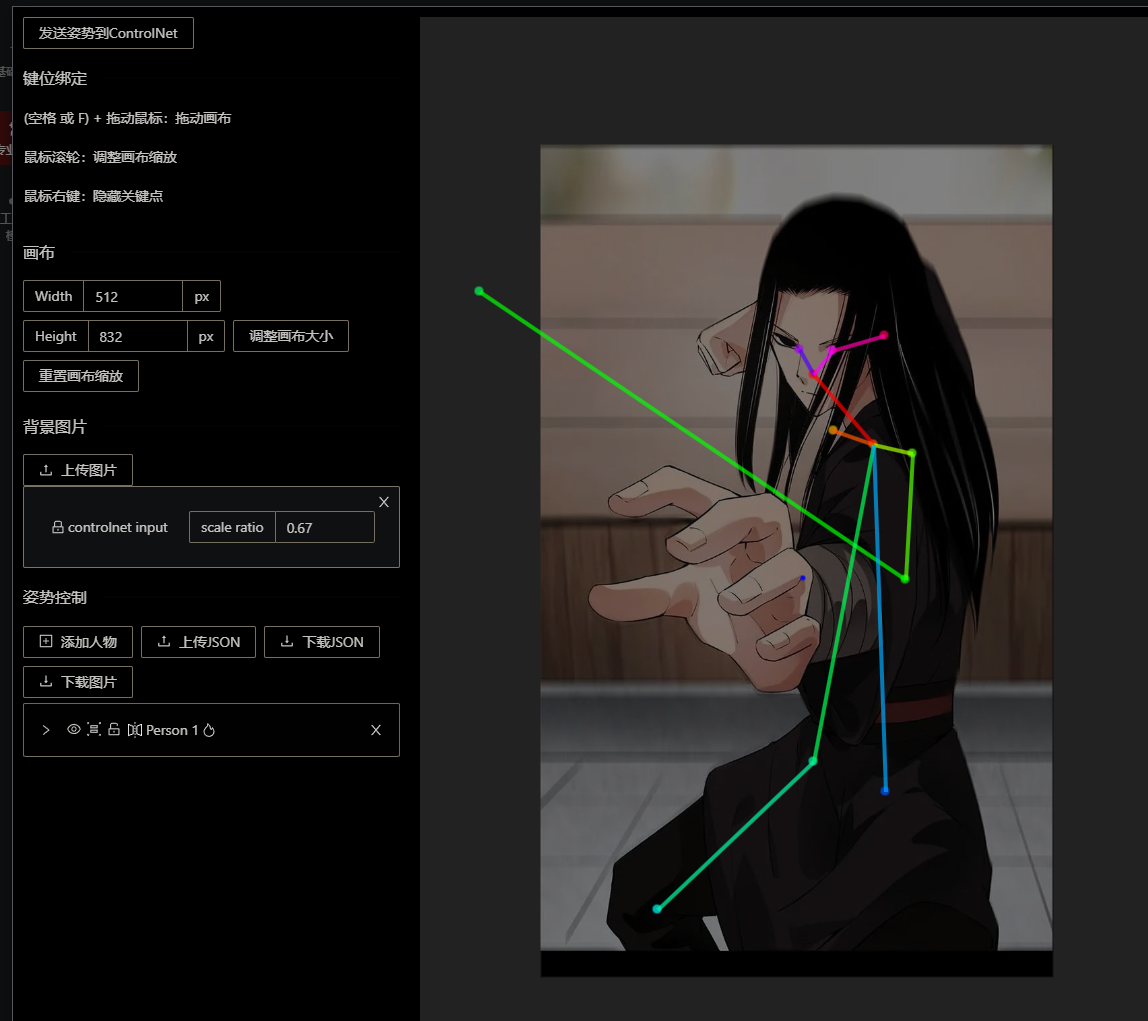 发送姿势到ControlNet
键位绑定
(空格 或 F) + 拖动鼠标：拖动画布
鼠标滚轮：调整画布缩放
鼠标右键：隐藏关键点
画布
Width 512 px
Height 832 px 调整画布大小
重置画布缩放
背景图片
上传图片
controlnet input scale ratio 0.67
姿势控制
添加人物 上传JSON 下载JSON
下载图片
Person 1